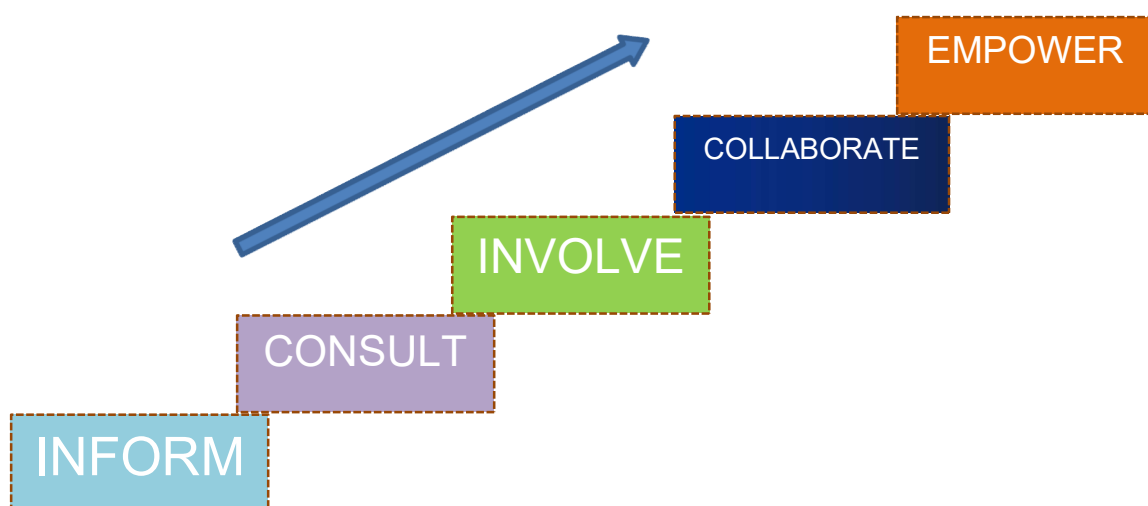 EMPOWER
COLLABORATE
INVOLVE
CONSULT
INFORM